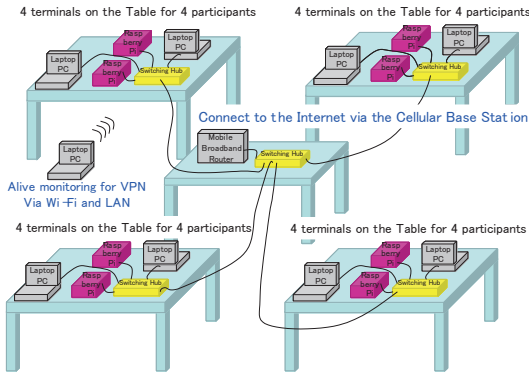 4 terminals on the Table for 4 participants
4 terminals on the Table for 4 participants
Laptop
PC
Rasp
berry
Pi
Rasp
berry
Pi
Laptop
PC
Switching Hub
Laptop
PC
Rasp
berry
Pi
Rasp
berry
Pi
Laptop
PC
Switching Hub
Connect to the Internet via the Cellular Base Station
Laptop
PC
Mobile
Broadband
Router
Switching Hub
Alive monitoring for VPN
Via Wi-Fi and LAN
4 terminals on the Table for 4 participants
4 terminals on the Table for 4 participants
Laptop
PC
Rasp
berry
Pi
Rasp
berry
Pi
Laptop
PC
Switching Hub
Laptop
PC
Rasp
berry
Pi
Rasp
berry
Pi
Laptop
PC
Switching Hub